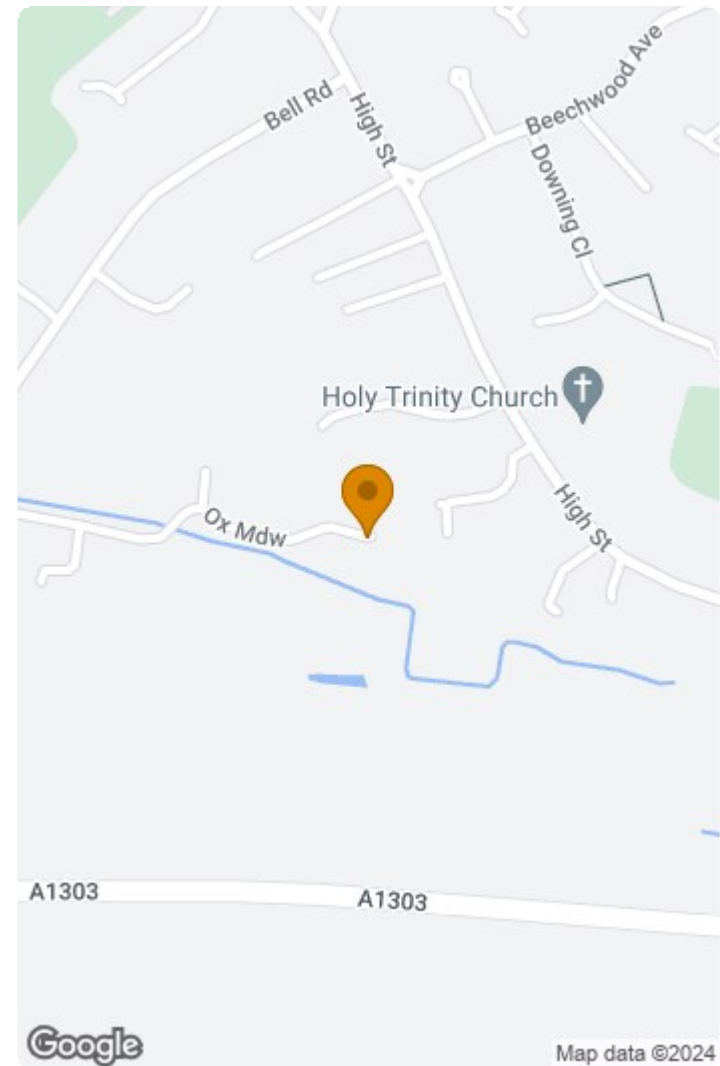 Beechwood Ave
Bell Rd
High St
Downing Cl
Holy Trinity Church
High St
Ox Mdw
A1303
A1303
Google
Map data ©2024